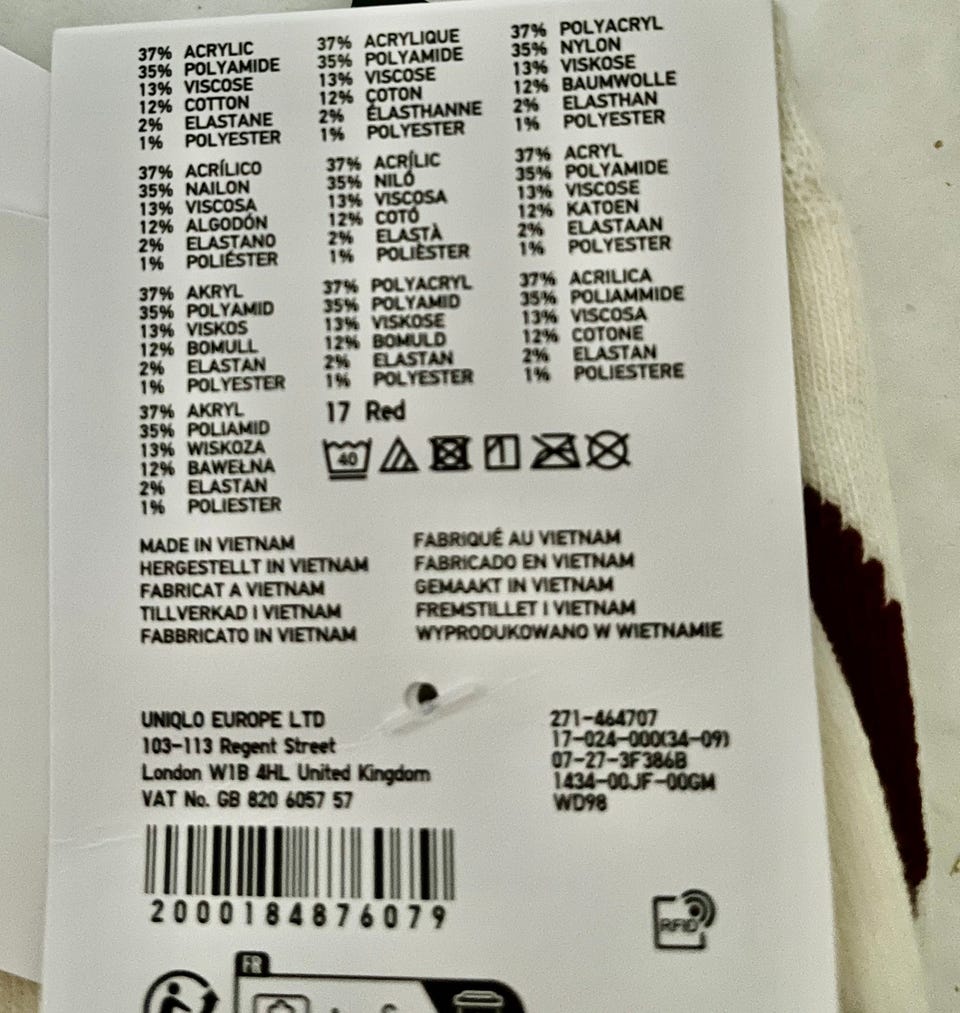 37% ACRYLIC
35% POLYAMIDE
13% VISCOSE
12% COTTON
2% ELASTANE
1% POLYESTER
37% ACRYLIQUE
35% POLYAMIDE
13% VISCOSE
12% COTON
2% ÉLASTHANNE
1% POLYESTER
37% POLYACRYL
35% NYLON
13% VISKOSE
12% BAUMWOLLE
2% ELASTHAN
1% POLYESTER
37% ACRÍLICO
35% NAILON
13% VISCOSA
12% ALGODÓN
2% ELASTANO
1% POLIÉSTER
37% ACRÍLIC
35% NILÓ
13% VISCOSA
12% COTÓ
2% ELASTÀ
1% POLIÈSTER
37% ACRYL
35% POLYAMIDE
13% VISCOSE
12% KATOEN
2% ELASTAAN
1% POLYESTER
37% AKRYL
35% POLYAMID
13% VISKOS
12% BOMULL
2% ELASTAN
1% POLYESTER
37% POLYACRYL
35% POLYAMID
13% VISKOSE
12% BOMULD
2% ELASTAN
1% POLYESTER
37% ACRILICA
35% POLIAMMIDE
13% VISCOSA
12% COTONE
2% ELASTAN
1% POLIESTERE
37% AKRYL
35% POLIAMID
13% WISKOZA
12% BAWEŁNA
2% ELASTAN
1% POLIESTER
17 Red
40
MADE IN VIETNAM
HERGESTELLT IN VIETNAM
FABRICAT A VIETNAM
TILLVERKAD I VIETNAM
FABBRICATO IN VIETNAM
FABRIQUÉ AU VIETNAM
FABRICADO EN VIETNAM
GEMAAKT IN VIETNAM
FREMSTILLET I VIETNAM
WYPRODUKOWANO W WIETNAMIE
UNIQLO EUROPE LTD
103-113 Regent Street
London W1B 4HL United Kingdom
VAT No. GB 820 6057 57
271-464707
17-024-000(34-09)
07-27-3F386B
1434-00JF-00GM
WD98
2000184876079
RFID
FR